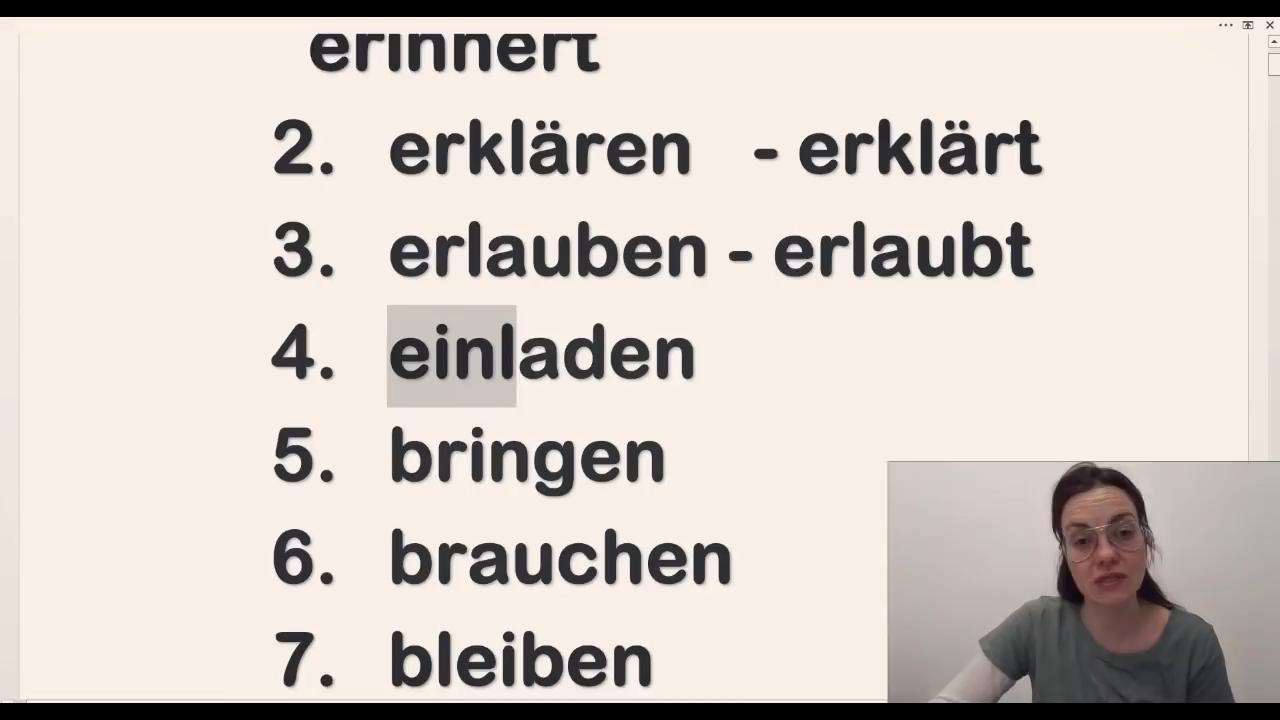 erinnert
2. erklären - erklärt
3. erlauben - erlaubt
4. einladen
5. bringen
6. brauchen
7. bleiben